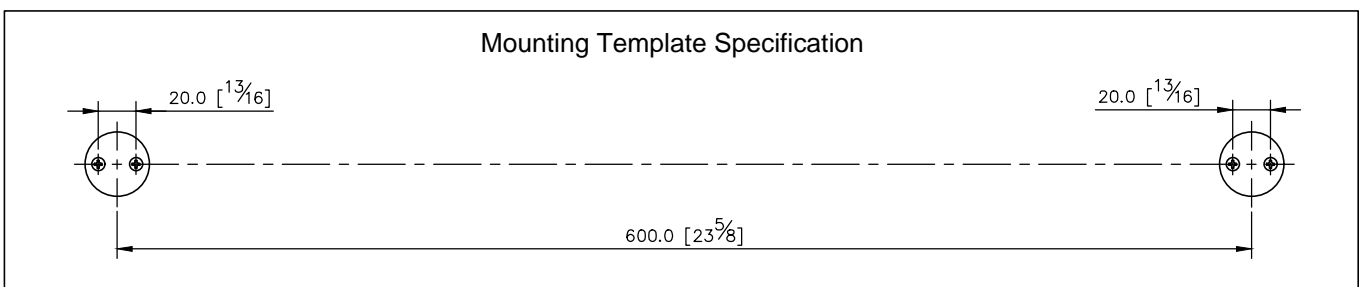 Mounting Template Specification
20.0 [13/16]
20.0 [13/16]
600.0 [23 5/8]